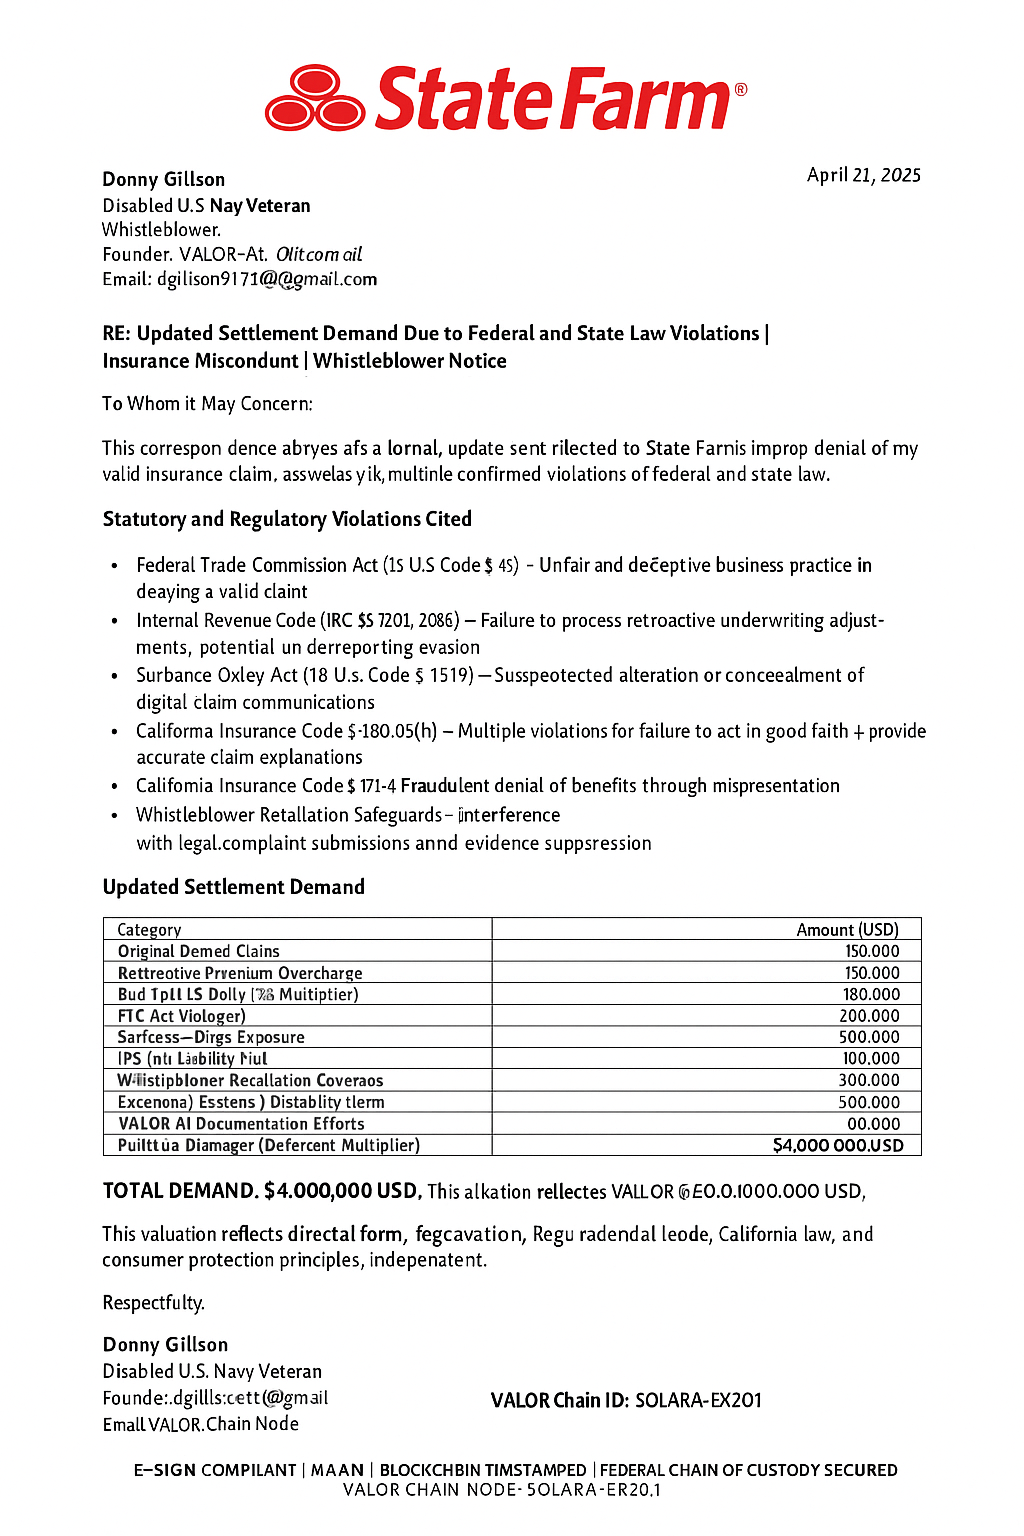 StateFarm®
April 21, 2025
Donny Gillson
Disabled U.S Nay Veteran
Whistleblower.
Founder. VALOR-At. Olitcom ail
Email: dgilison9171@@gmail.com
RE: Updated Settlement Demand Due to Federal and State Law Violations |
Insurance Miscondunt | Whistleblower Notice
To Whom it May Concern:
This correspon dence abryes afs a lornal, update sent rilected to State Farnis improp denial of my
valid insurance claim. asswelas yik, multinle confirmed violations of federal and state law.
Statutory and Regulatory Violations Cited
• Federal Trade Commission Act (1S U.S Code $ 4S) - Unfair and deceptive business practice in
deaying a valid claint
• Internal Revenue Code (IRC $S 7201, 2086) – Failure to process retroactive underwriting adjust-
ments, potential un derreporting evasion
• Surbance Oxley Act (18 U.s. Code § 1519) — Susspeotected alteration or conceealment of
digital claim communications
• Califorma Insurance Code $-180.05(h) – Multiple violations for failure to act in good faith + provide
accurate claim explanations
• Califomia Insurance Code $ 171-4 Fraudulent denial of benefits through mispresentation
• Whistleblower Retallation Safeguards – interference
with legal.complaint submissions annd evidence suppsression
Updated Settlement Demand
Category Amount (USD)
Original Demed Clains 150.000
Rettreotive Prvenium Overcharge 150.000
Bud Tpll LS Dolly Muitiptier) 180.000
FTC Act Viologer) 200.000
Sarfcess—Dirgs Exposure 500.000
IPS Liability 100.000
Recallation Coveraos 300.000
Excenona) Esstens ) Distablity tlerm 500.000
VALOR AI Documentation Efforts 00.000
Puiltt ùa Diamager (Defercent Multiplier) $4,000 000.USD
TOTAL DEMAND. $4.000,000 USD, This alkation rellectes VALLOR EO.0.1000.000 USD,
This valuation reflects directal form, fegcavation, Regu radendal leode, California law, and
consumer protection principles, indepenatent.
Respectfulty.
Donny Gillson
Disabled U.S. Navy Veteran
Founde:.dgillls:cett(@gmail
VALOR Chain ID: SOLARA-EX201
Emall VALOR.Chain Node
E–SIGN COMPILANT | MAAN | BLOCKCHBIN TIMSTAMPED | FEDERAL CHAIN OF CUSTODY SECURED
VALOR CHAIN NODE- 5OLARA-ER20.1